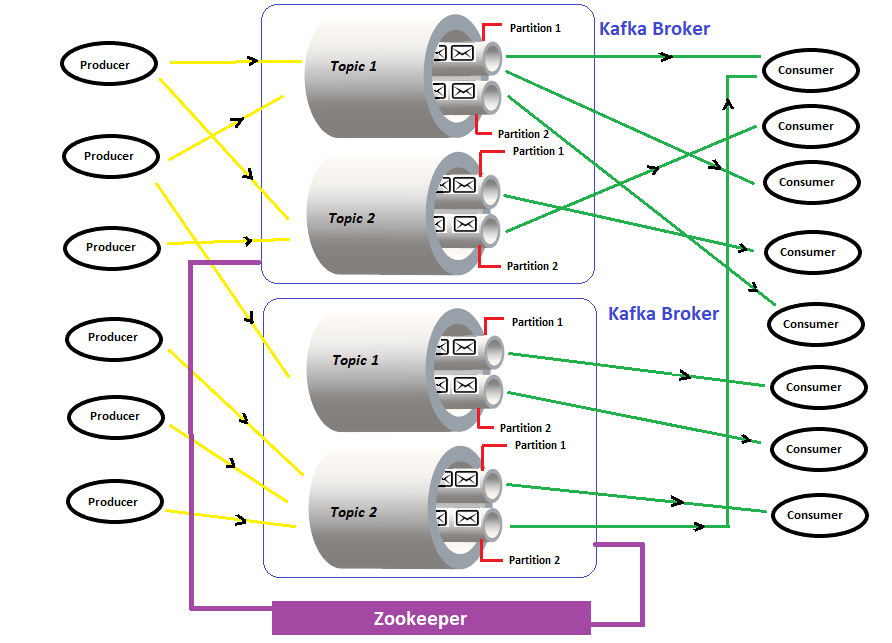 Partition 1
Kafka Broker
Producer
Topic 1
Consumer
Consumer
Partition 2
Partition 1
Producer
Consumer
Topic 2
Producer
Consumer
Partition 2
Kafka Broker
Partition 1
Consumer
Producer
Topic 1
Consumer
Producer
Partition 2
Partition 1
Consumer
Producer
Topic 2
Consumer
Partition 2
Zookeeper